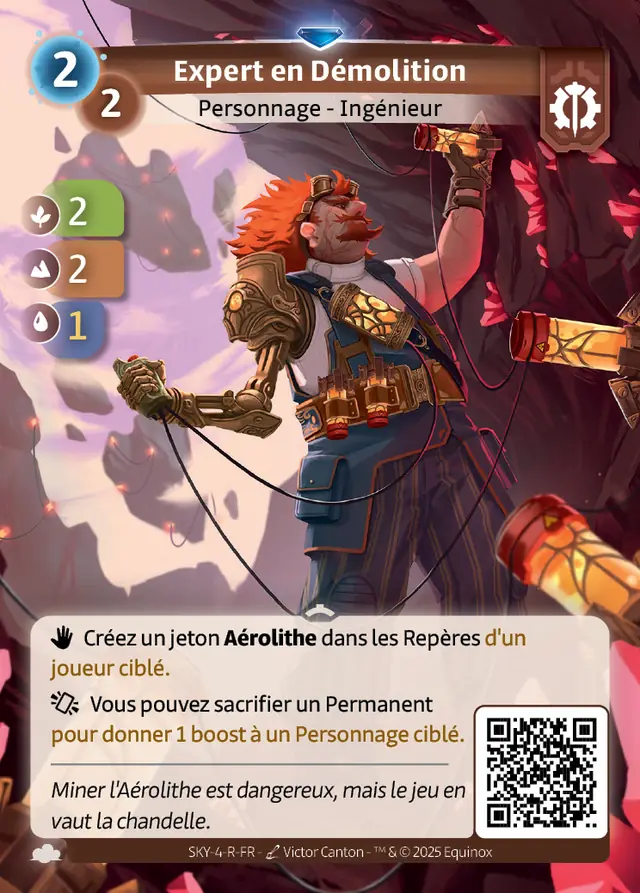 2
Expert en Démolition
2
Personnage - Ingénieur
2
2
1
Créez un jeton Aérolithe dans les Repères d'un
joueur ciblé.
Vous pouvez sacrifier un Permanent
pour donner 1 boost à un Personnage ciblé.
Miner l'Aérolithe est dangereux, mais le jeu en
vaut la chandelle.
SKY-4-R-FR - Victor Canton - ™ & © 2025 Equinox